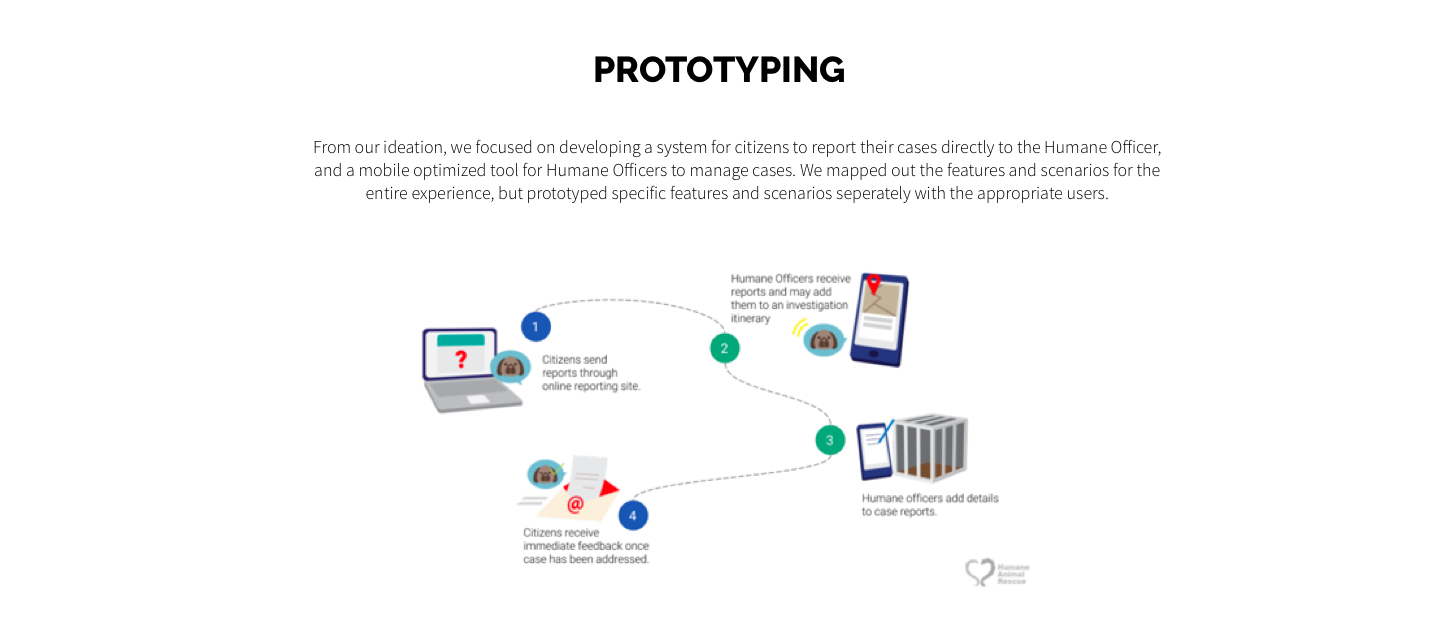 PROTOTYPING
From our ideation, we focused on developing a system for citizens to report their cases directly to the Humane Officer,
and a mobile optimized tool for Humane Officers to manage cases. We mapped out the features and scenarios for the
entire experience, but prototyped specific features and scenarios seperately with the appropriate users.
1
Citizens send
reports through
online reporting site.
?
2
Humane Officers receive
reports and may add
them to an investigation
itinerary
3
Humane officers add details
to case reports.
4
@
Citizens receive
immediate feedback once
case has been addressed.
Humane
Animal
Rescue